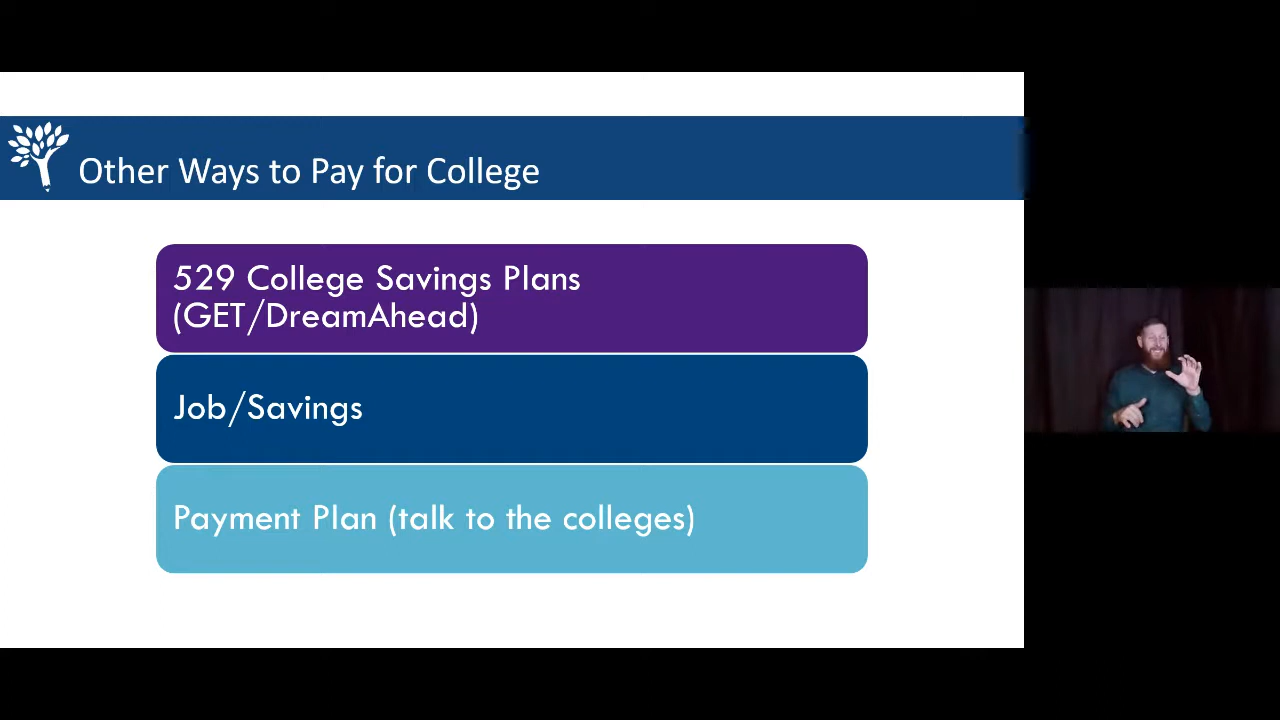 Other Ways to Pay for College
529 College Savings Plans
(GET/DreamAhead)
Job/Savings
Payment Plan (talk to the colleges)